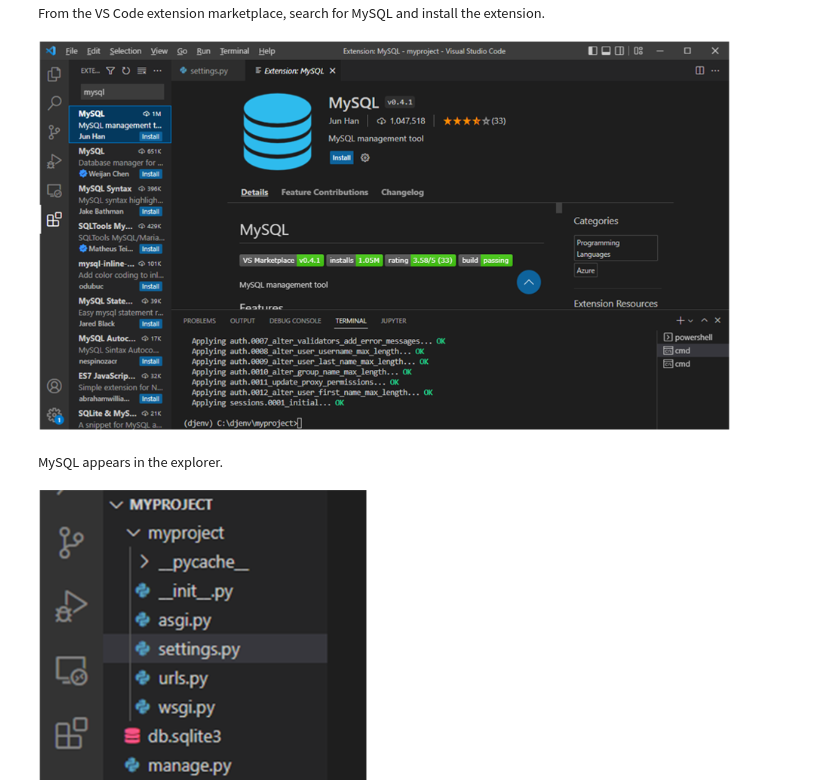 From the VS Code extension marketplace, search for MySQL and install the extension.
File Edit Selection View Go Run Terminal Help
Extension: MySQL - myproject - Visual Studio Code
EXTE...
settings.py
Extension: MySQL
mysql
MySQL 1M
MySQL management t...
Jun Han Install
MySQL 651K
Database manager for ...
Weijan Chen Install
MySQL Syntax 396K
MySQL syntax highligh...
Jake Bathman Install
SQLTools My... 428K
SQLTools MySQL/Maria...
Matheus Tei... Install
mysql-inline-... 101K
Add color coding to inl...
odubuc Install
MySQL State... 39K
Easy mysql statement r...
Jared Black Install
MySQL Autoc... 17K
MySQL Sintax Autoco...
nespinozacr Install
ES7 JavaScrip... 32K
Simple extension for N...
abrahamwillia... Install
SQLite & MyS... 21K
A snippet for MySQL a...
1
MySQL v0.4.1
Jun Han 1,047,518 (33)
MySQL management tool
Install
Details Feature Contributions Changelog
MySQL
VS Marketplace v0.4.1 installs 1.05M rating 3.58/5 (33) build passing
MySQL management tool
Features
Categories
Programming
Languages
Azure
Extension Resources
PROBLEMS OUTPUT DEBUG CONSOLE TERMINAL JUPYTER
Applying auth.0007_alter_validators_add_error_messages... OK
Applying auth.0008_alter_user_username_max_length... OK
Applying auth.0009_alter_user_last_name_max_length... OK
Applying auth.0010_alter_group_name_max_length... OK
Applying auth.0011_update_proxy_permissions... OK
Applying auth.0012_alter_user_first_name_max_length... OK
Applying sessions.0001_initial... OK
(djenv) C:\djenv\myproject>
powershell
cmd
cmd
MySQL appears in the explorer.
MYPROJECT
myproject
__pycache__
__init__.py
asgi.py
settings.py
urls.py
wsgi.py
db.sqlite3
manage.py